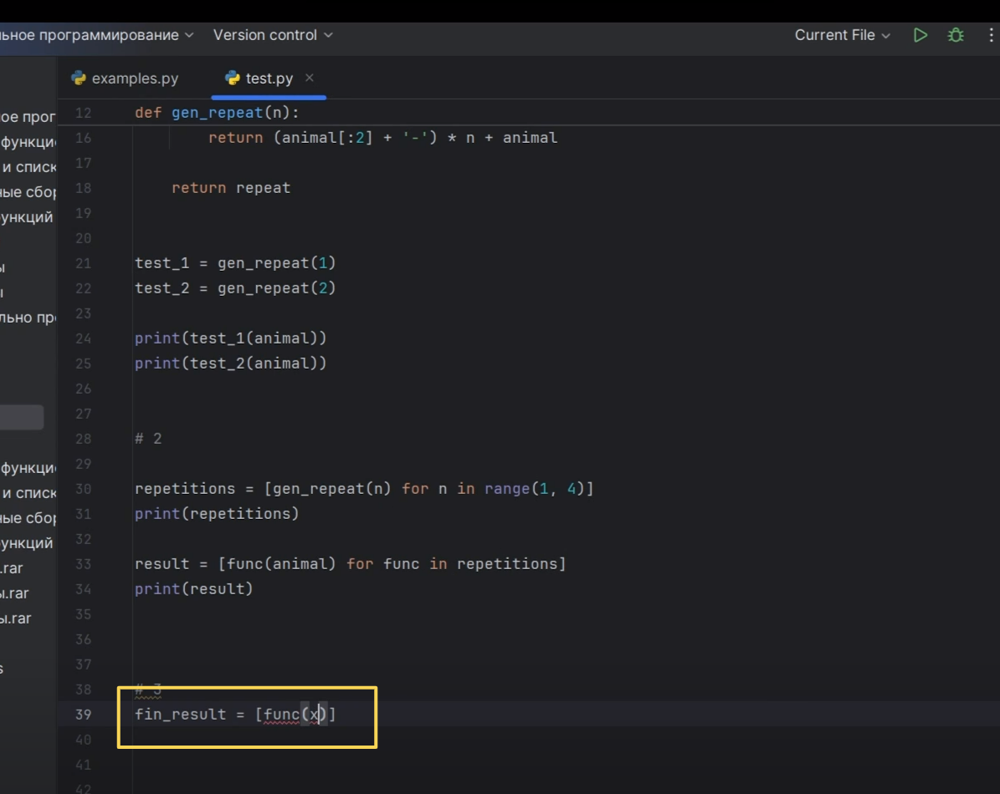 ьное программирование Version control Current File
examples.py test.py
ое прог
функци
и списк
ые сбор
ункций
льно пр
функци
и списк
ые сбор
ункций
.rar
ы.rar
ы.rar
s
12 def gen_repeat(n):
16 return (animal[:2] + '-') * n + animal
17
18 return repeat
19
20
21 test_1 = gen_repeat(1)
22 test_2 = gen_repeat(2)
23
24 print(test_1(animal))
25 print(test_2(animal))
26
27
28 # 2
29
30 repetitions = [gen_repeat(n) for n in range(1, 4)]
31 print(repetitions)
32
33 result = [func(animal) for func in repetitions]
34 print(result)
35
36
37
38 # 3
39 fin_result = [func(x)]
40
41
42